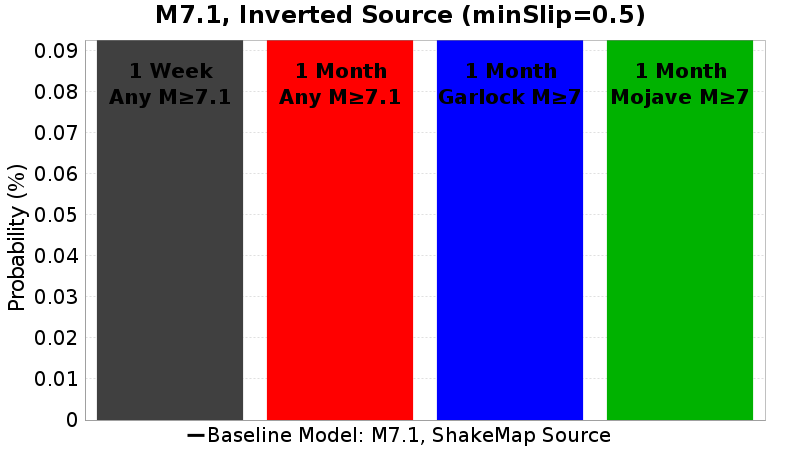 M7.1, Inverted Source (minSlip=0.5)
Probability (%)
0.09
0.08
0.07
0.06
0.05
0.04
0.03
0.02
0.01
0
1 Week
Any M≥7.1
1 Month
Any M≥7.1
1 Month
Garlock M≥7
1 Month
Mojave M≥7
Baseline Model: M7.1, ShakeMap Source